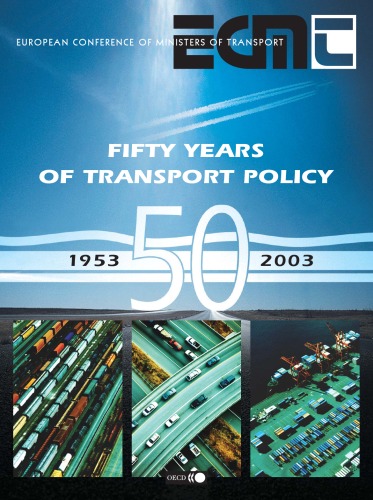 EUROPEAN CONFERENCE OF MINISTERS OF TRANSPORT
ECMT
FIFTY YEARS
OF TRANSPORT POLICY
1953 50 2003
OECD